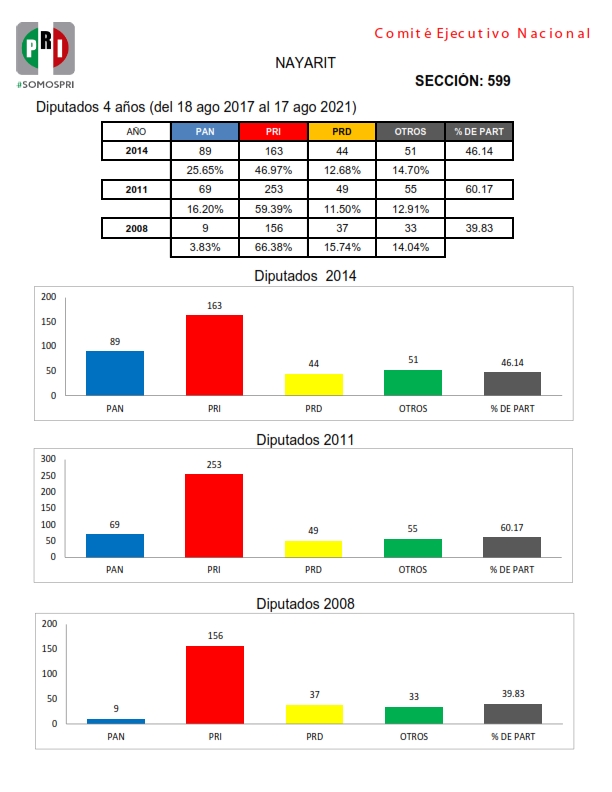 Comité Ejecutivo Nacional
PRI
#SOMOSPRI
NAYARIT
SECCIÓN: 599
Diputados 4 años (del 18 ago 2017 al 17 ago 2021)
AÑO PAN PRI PRD OTROS % DE PART
2014 89 163 44 51 46.14
25.65% 46.97% 12.68% 14.70%
2011 69 253 49 55 60.17
16.20% 59.39% 11.50% 12.91%
2008 9 156 37 33 39.83
3.83% 66.38% 15.74% 14.04%
Diputados 2014
200
163
150
89
100
51
46.14
44
50
0
PAN PRI PRD OTROS % DE PART
Diputados 2011
300
253
250
200
150
69
60.17
55
49
100
50
0
PAN PRI PRD OTROS % DE PART
Diputados 2008
200
156
150
100
39.83
37
33
9
50
0
PAN PRI PRD OTROS % DE PART